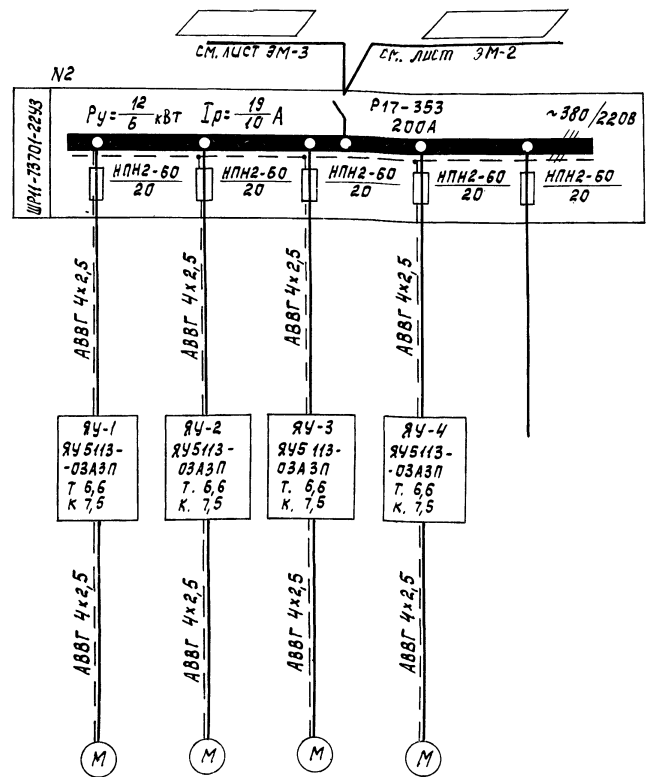 СМ. ЛИСТ ЭМ-3
СМ. ЛИСТ ЭМ-2
N2
ШР11-73701-22У3
Ру= 12/6 кВт
Iр= 19/10 А
Р17-353
200А
~380/220В
НПН2-60
20
НПН2-60
20
НПН2-60
20
НПН2-60
20
НПН2-60
20
АВВГ 4х2,5
АВВГ 4х2,5
АВВГ 4х2,5
АВВГ 4х2,5
ЯУ-1
ЯУ5113-
-03А3П
Т 6,6
К 7,5
ЯУ-2
ЯУ5113-
03А3П
Т. 6,6
К. 7,5
ЯУ-3
ЯУ5113-
-03А3П
Т. 6,6
К. 7,5
ЯУ-4
ЯУ5113-
-03А3П
Т. 6,6
К. 7,5
АВВГ 4х2,5
АВВГ 4х2,5
АВВГ 4х2,5
АВВГ 4х2,5
М
М
М
М